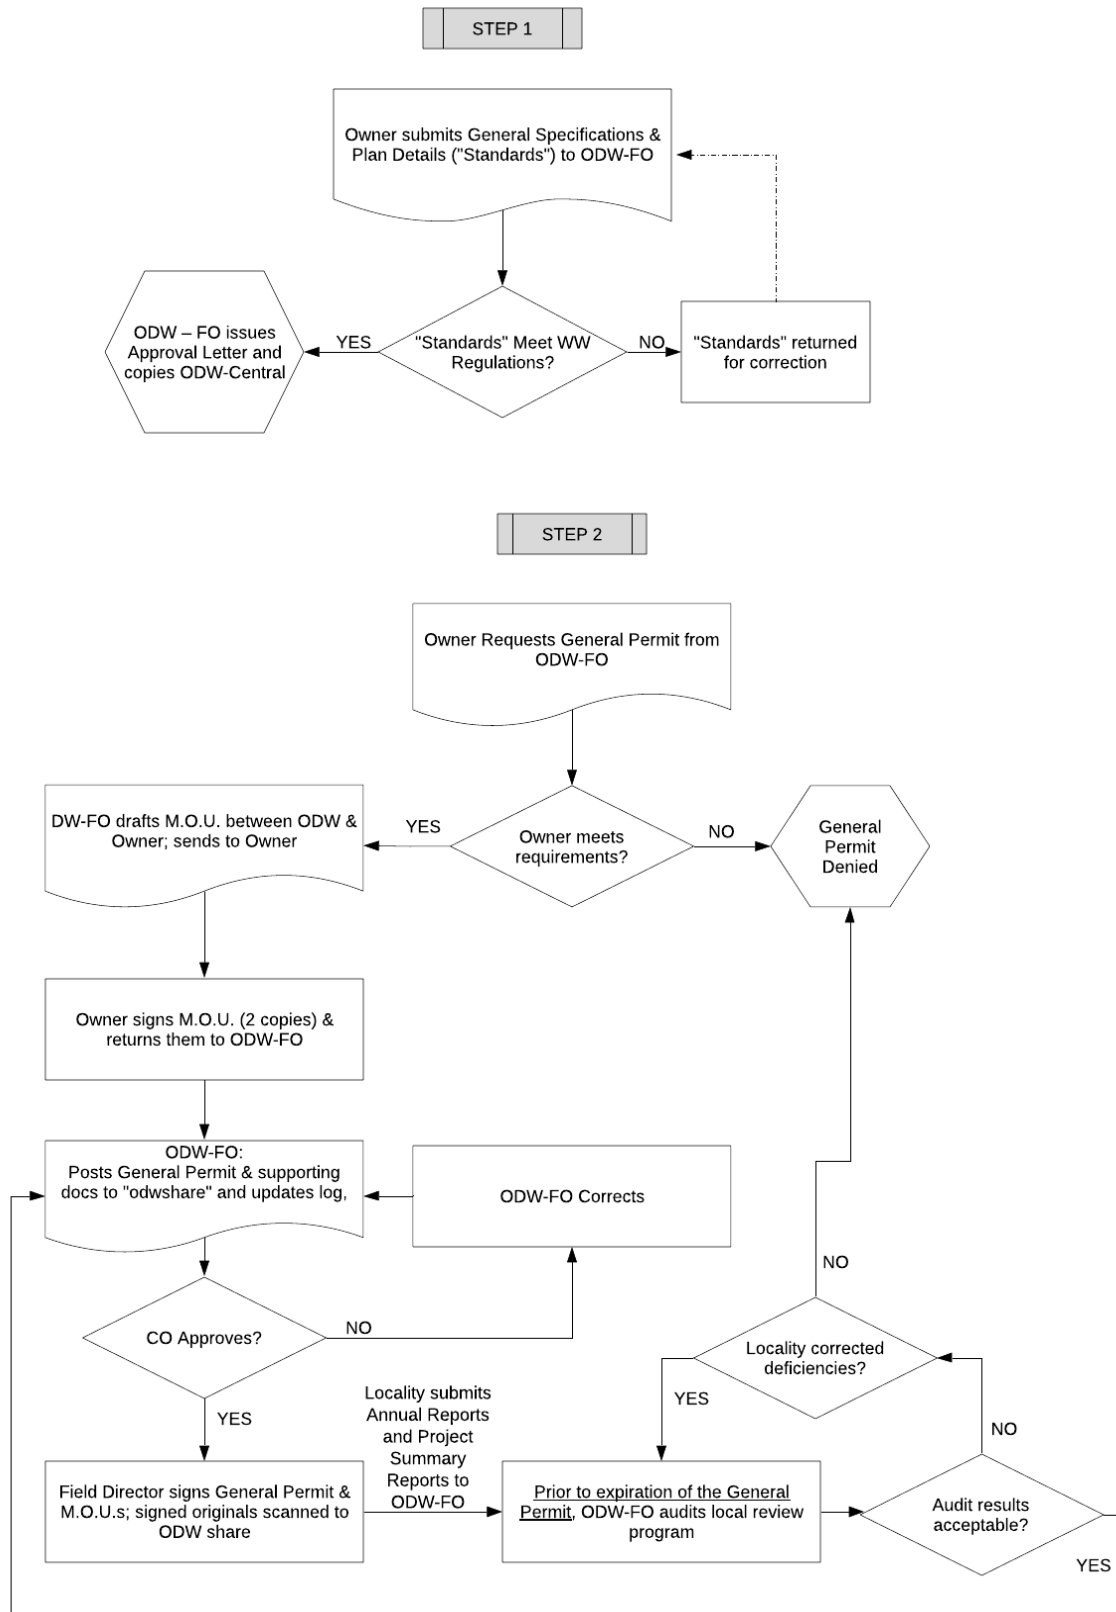 STEP 1
Owner submits General Specifications &
Plan Details ("Standards") to ODW-FO
ODW – FO issues
Approval Letter and
copies ODW-Central
YES
"Standards" Meet WW
Regulations?
NO
"Standards" returned
for correction
STEP 2
Owner Requests General Permit from
ODW-FO
DW-FO drafts M.O.U. between ODW &
Owner; sends to Owner
YES
Owner meets
requirements?
NO
General
Permit
Denied
Owner signs M.O.U. (2 copies) &
returns them to ODW-FO
ODW-FO:
Posts General Permit & supporting
docs to "odwshare" and updates log,
ODW-FO Corrects
NO
CO Approves?
NO
Locality corrected
deficiencies?
YES
YES
Locality submits
Annual Reports
and Project
Summary
Reports to
ODW-FO
NO
Field Director signs General Permit &
M.O.U.s; signed originals scanned to
ODW share
Prior to expiration of the General
Permit, ODW-FO audits local review
program
Audit results
acceptable?
YES